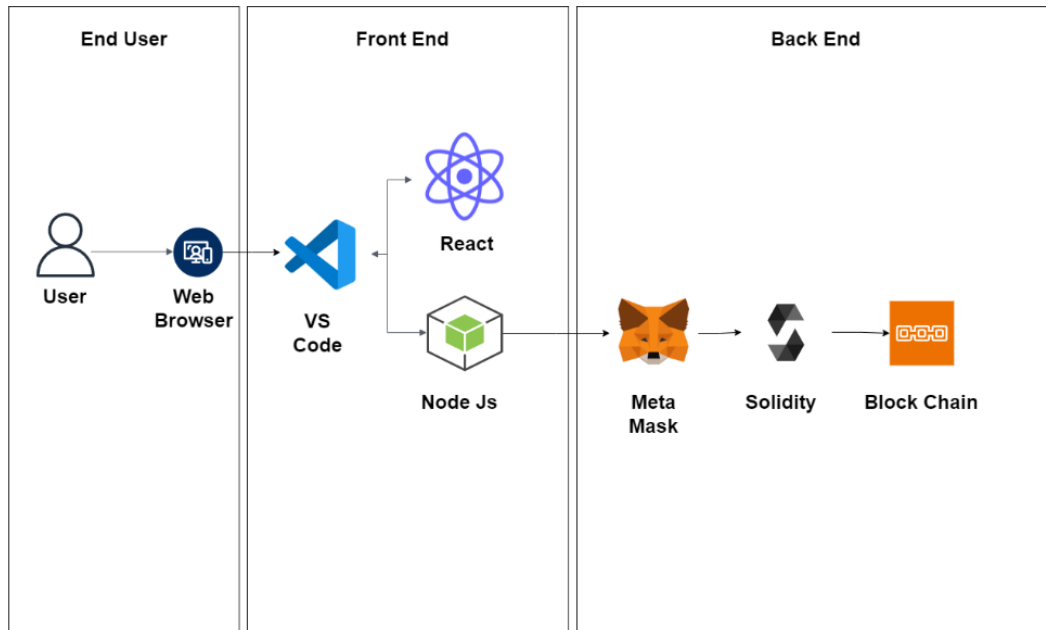 End User
Front End
Back End
User
Web
Browser
VS
Code
React
Node Js
Meta
Mask
Solidity
Block Chain